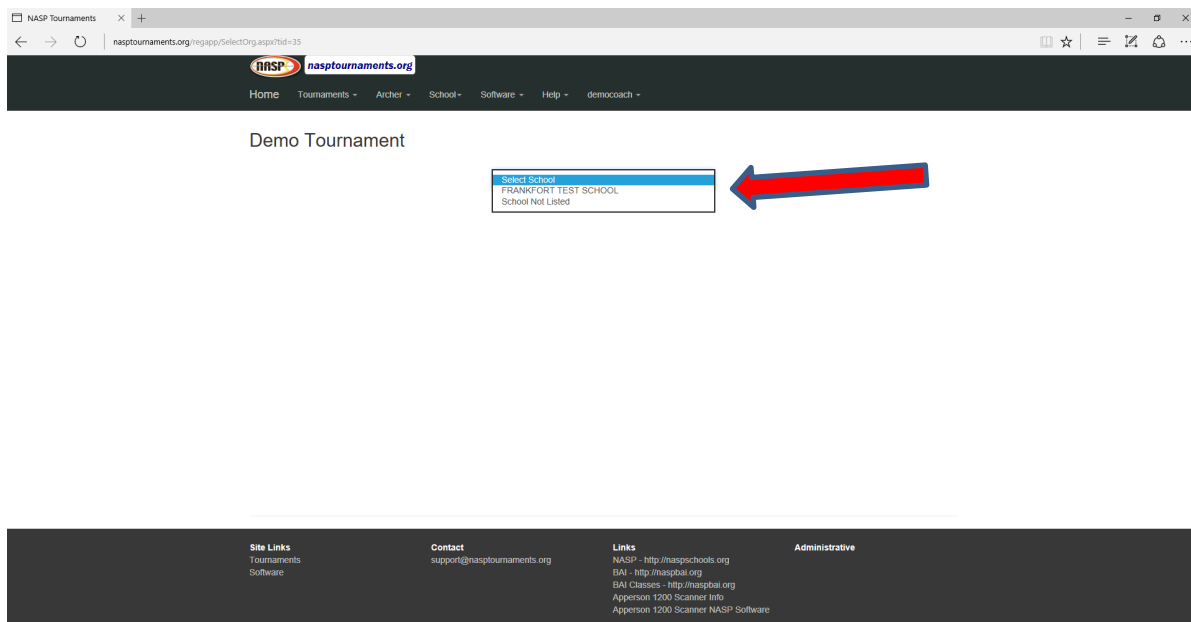 NASP Tournaments
nasptournaments.org/regapp/SelectOrg.aspx?tid=35
NASP nasptournaments.org
Home Tournaments Archer School Software Help democoach
Demo Tournament
Select School
FRANKFORT TEST SCHOOL
School Not Listed
Site Links
Tournaments
Software
Contact
support@nasptournaments.org
Links
NASP - http://naspschools.org
BAI - http://naspbai.org
BAI Classes - http://naspbai.org
Apperson 1200 Scanner Info
Apperson 1200 Scanner NASP Software
Administrative